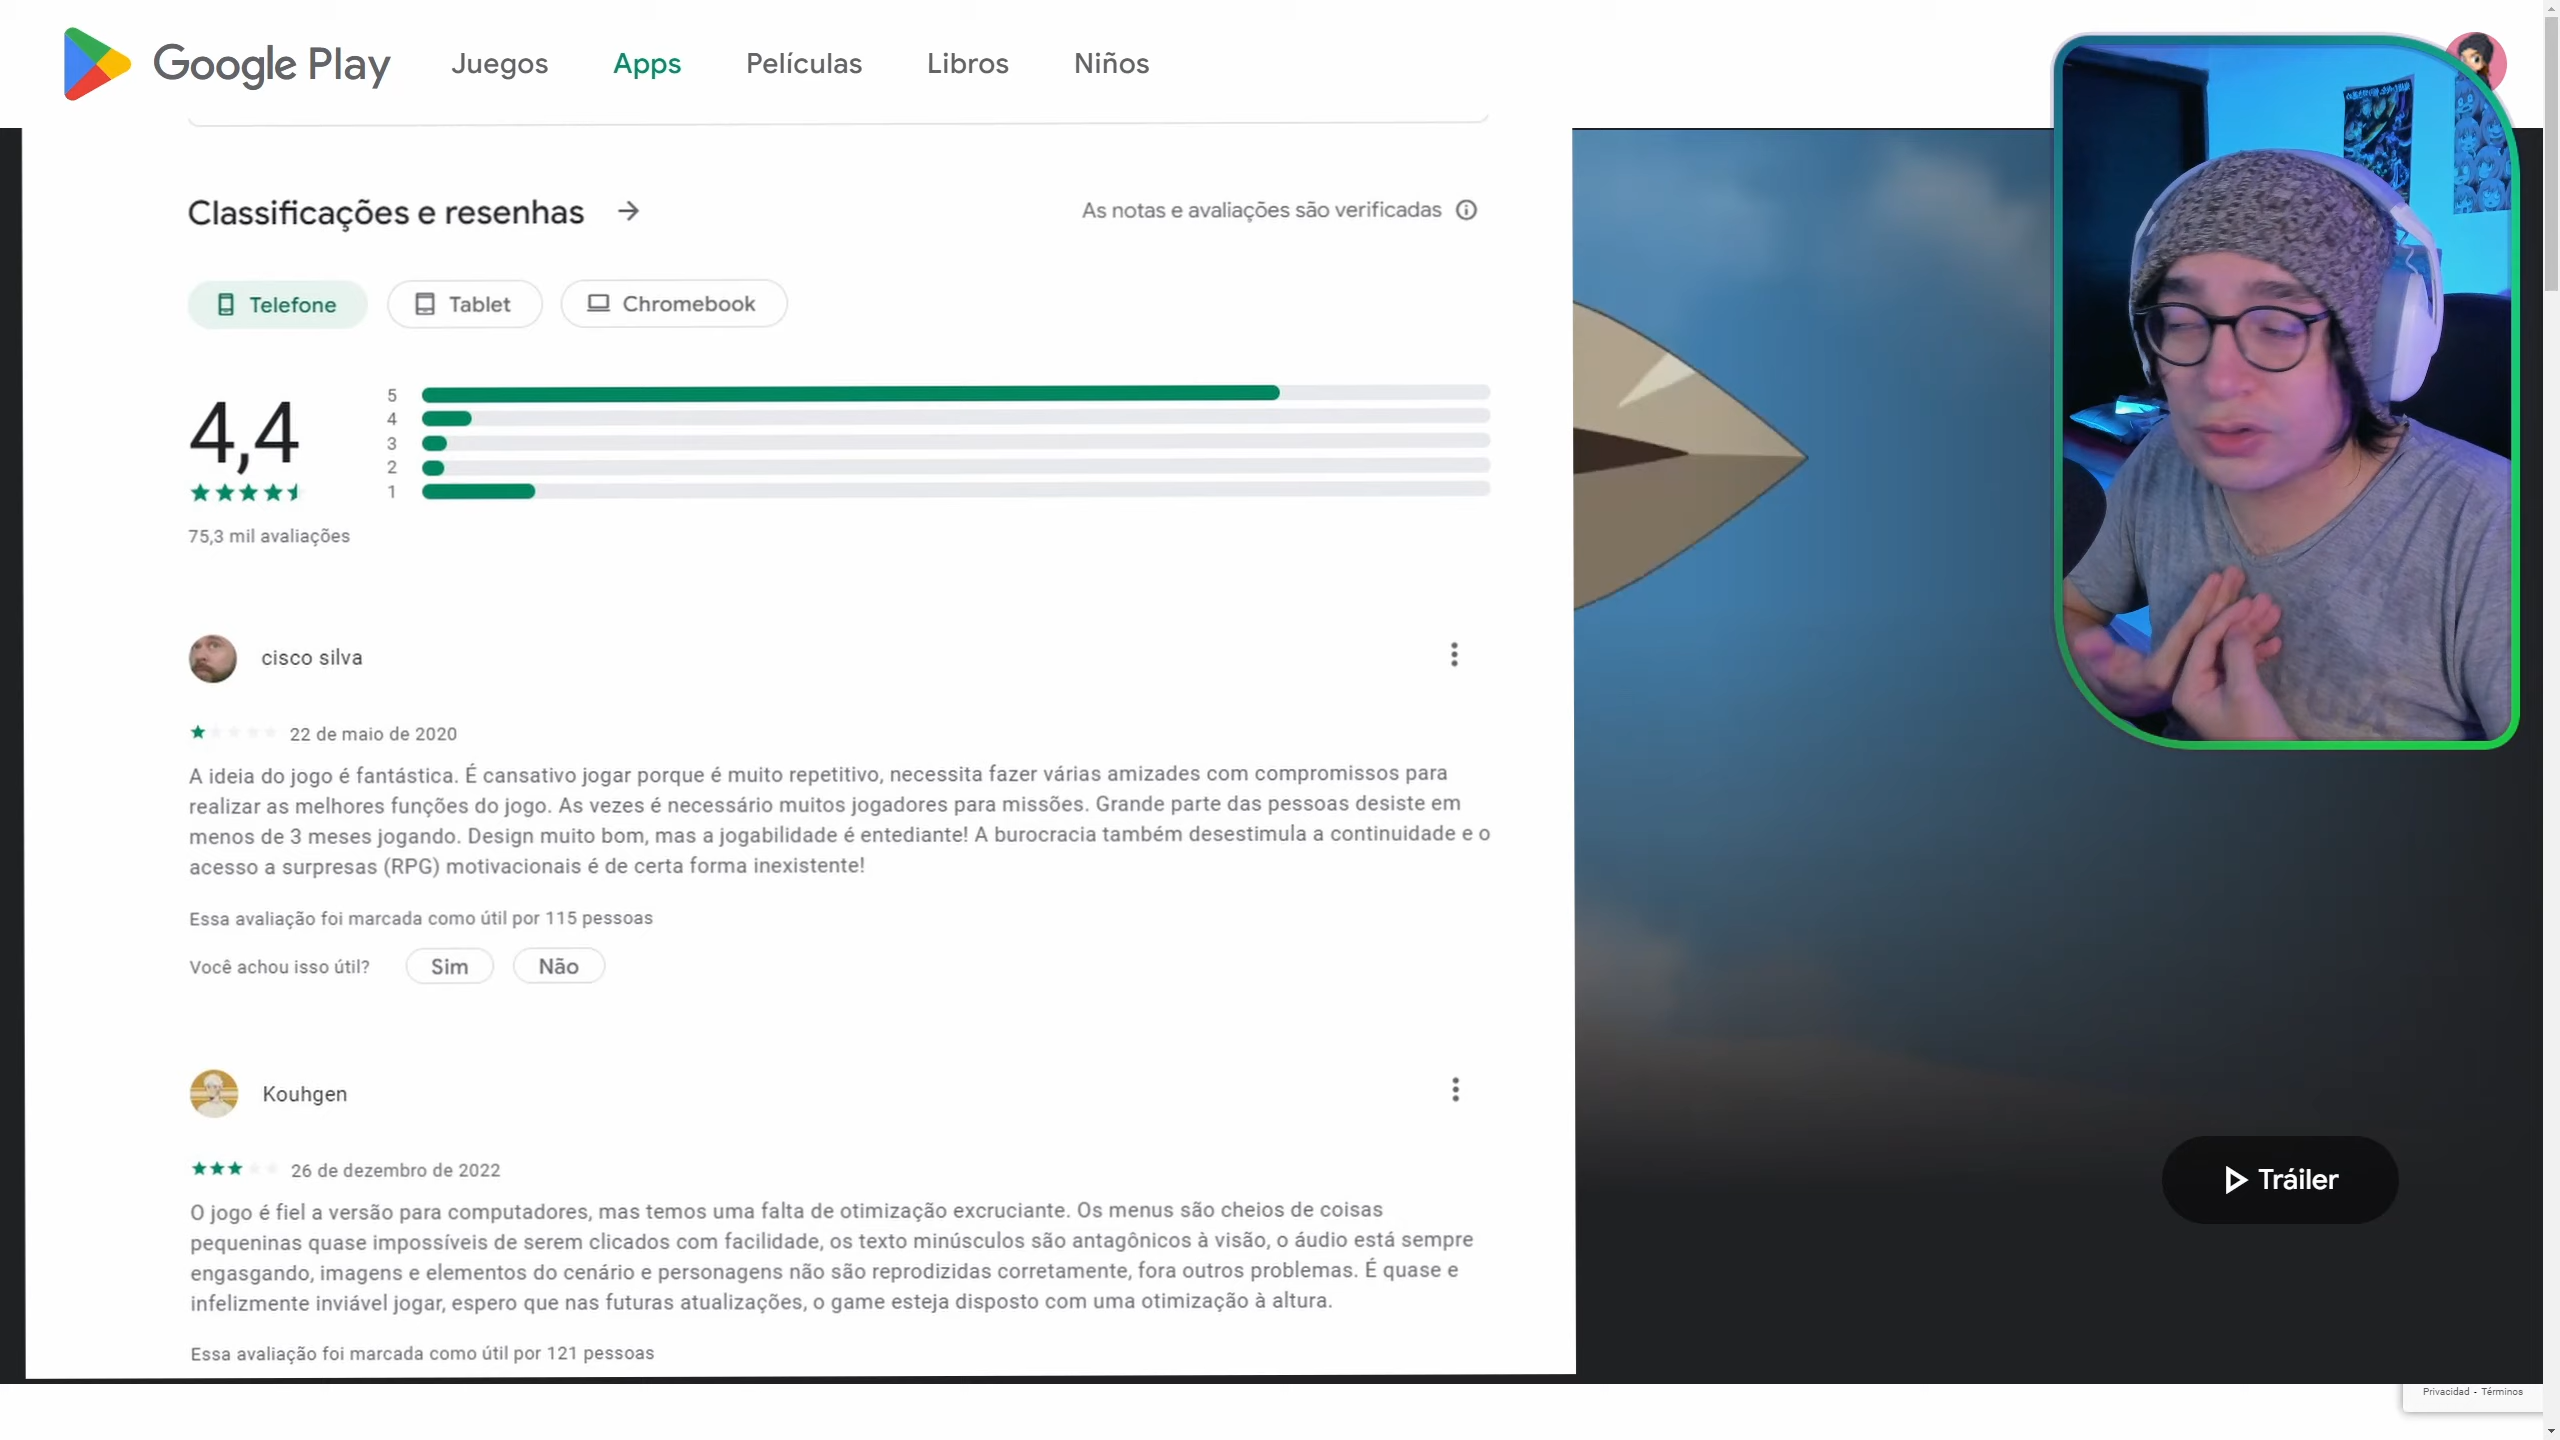 Google Play Juegos Apps Películas Libros Niños
Classificações e resenhas
As notas e avaliações são verificadas
Telefone Tablet Chromebook
4,4
5
4
3
2
1
75,3 mil avaliações
cisco silva
22 de maio de 2020
A ideia do jogo é fantástica. É cansativo jogar porque é muito repetitivo, necessita fazer várias amizades com compromissos para
realizar as melhores funções do jogo. As vezes é necessário muitos jogadores para missões. Grande parte das pessoas desiste em
menos de 3 meses jogando. Design muito bom, mas a jogabilidade é entediante! A burocracia também desestimula a continuidade e o
acesso a surpresas (RPG) motivacionais é de certa forma inexistente!
Essa avaliação foi marcada como útil por 115 pessoas
Você achou isso útil? Sim Não
Kouhgen
26 de dezembro de 2022
O jogo é fiel a versão para computadores, mas temos uma falta de otimização excruciante. Os menus são cheios de coisas
pequeninas quase impossíveis de serem clicados com facilidade, os texto minúsculos são antagônicos à visão, o áudio está sempre
engasgando, imagens e elementos do cenário e personagens não são reprodizidas corretamente, fora outros problemas. É quase e
infelizmente inviável jogar, espero que nas futuras atualizações, o game esteja disposto com uma otimização à altura.
Essa avaliação foi marcada como útil por 121 pessoas
Tráiler
Privacidad - Términos